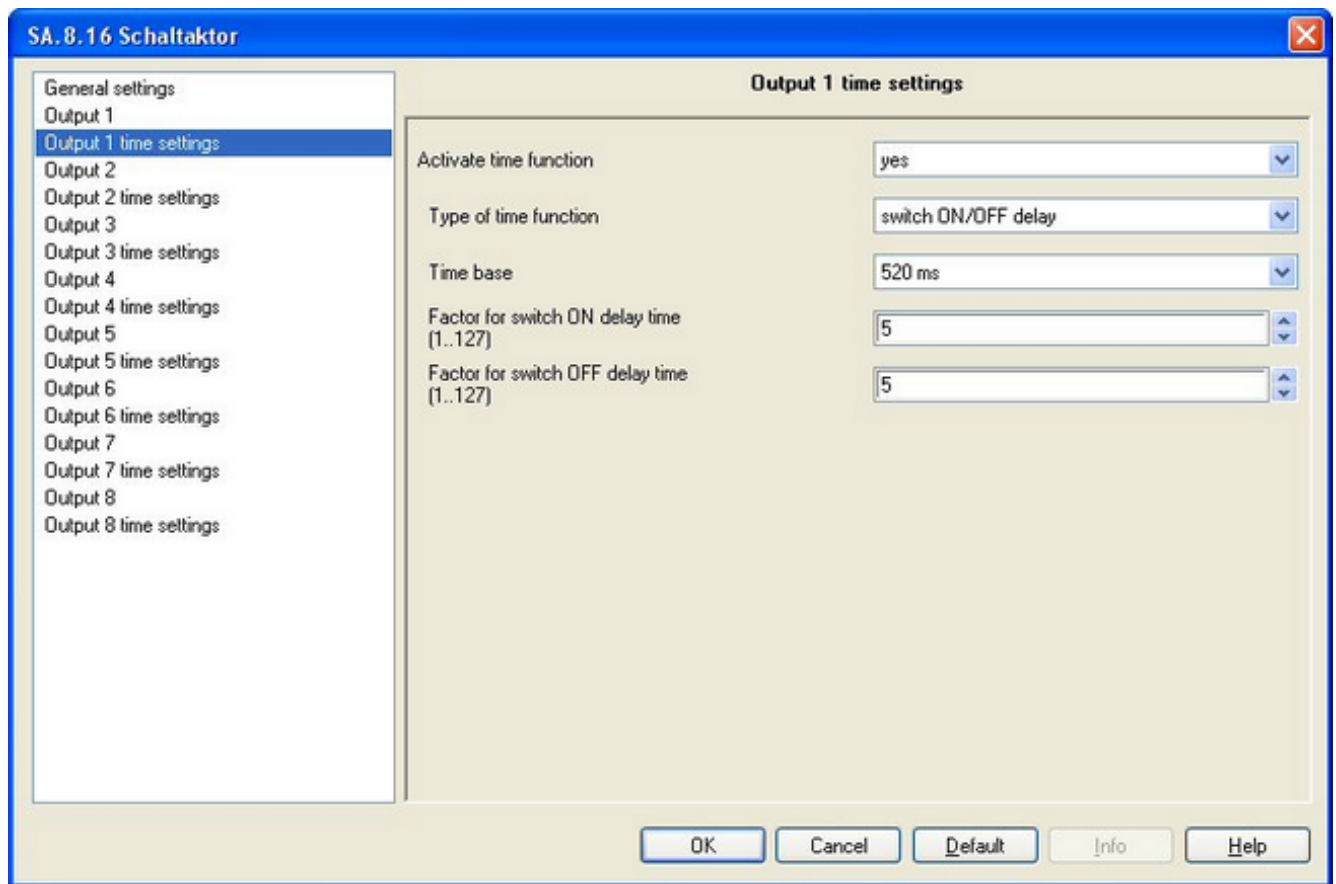 SA.8.16 Schaltaktor
General settings
Output 1
Output 1 time settings
Output 2
Output 2 time settings
Output 3
Output 3 time settings
Output 4
Output 4 time settings
Output 5
Output 5 time settings
Output 6
Output 6 time settings
Output 7
Output 7 time settings
Output 8
Output 8 time settings
Output 1 time settings
Activate time function
yes
Type of time function
switch ON/OFF delay
Time base
520 ms
Factor for switch ON delay time
(1..127)
5
Factor for switch OFF delay time
(1..127)
5
OK
Cancel
Default
Info
Help